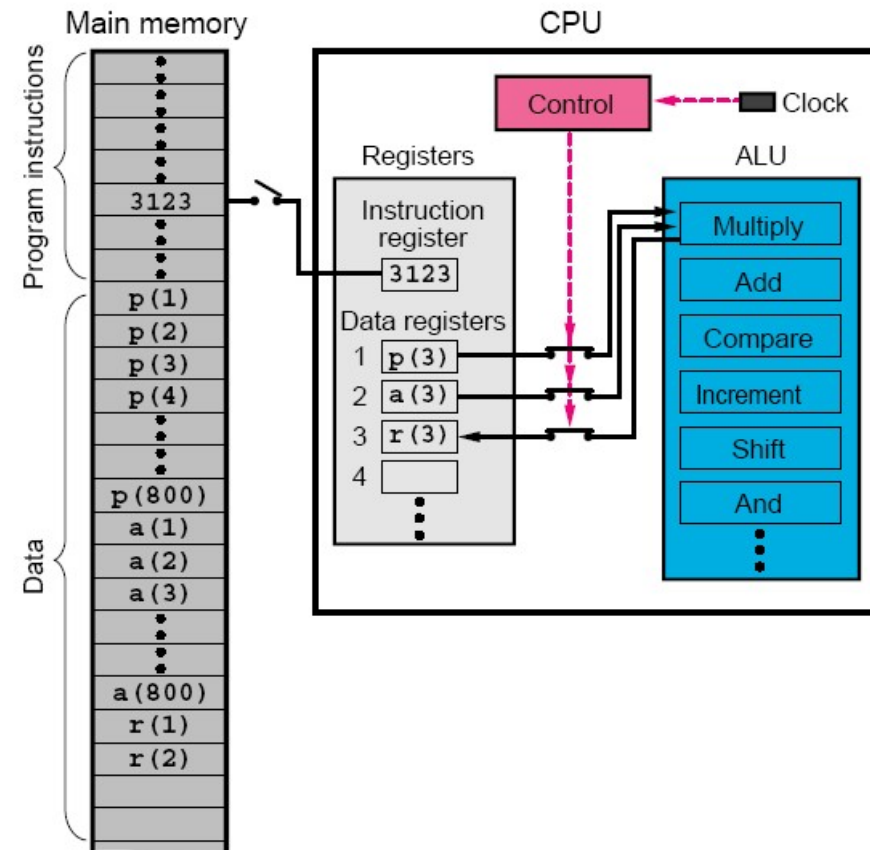 Main memory
Program instructions
3123
Data
p(1)
p(2)
p(3)
p(4)
p(800)
a(1)
a(2)
a(3)
a(800)
r(1)
r(2)
CPU
Control
Clock
Registers
Instruction
register
3123
Data registers
1 p(3)
2 a(3)
3 r(3)
4
ALU
Multiply
Add
Compare
Increment
Shift
And